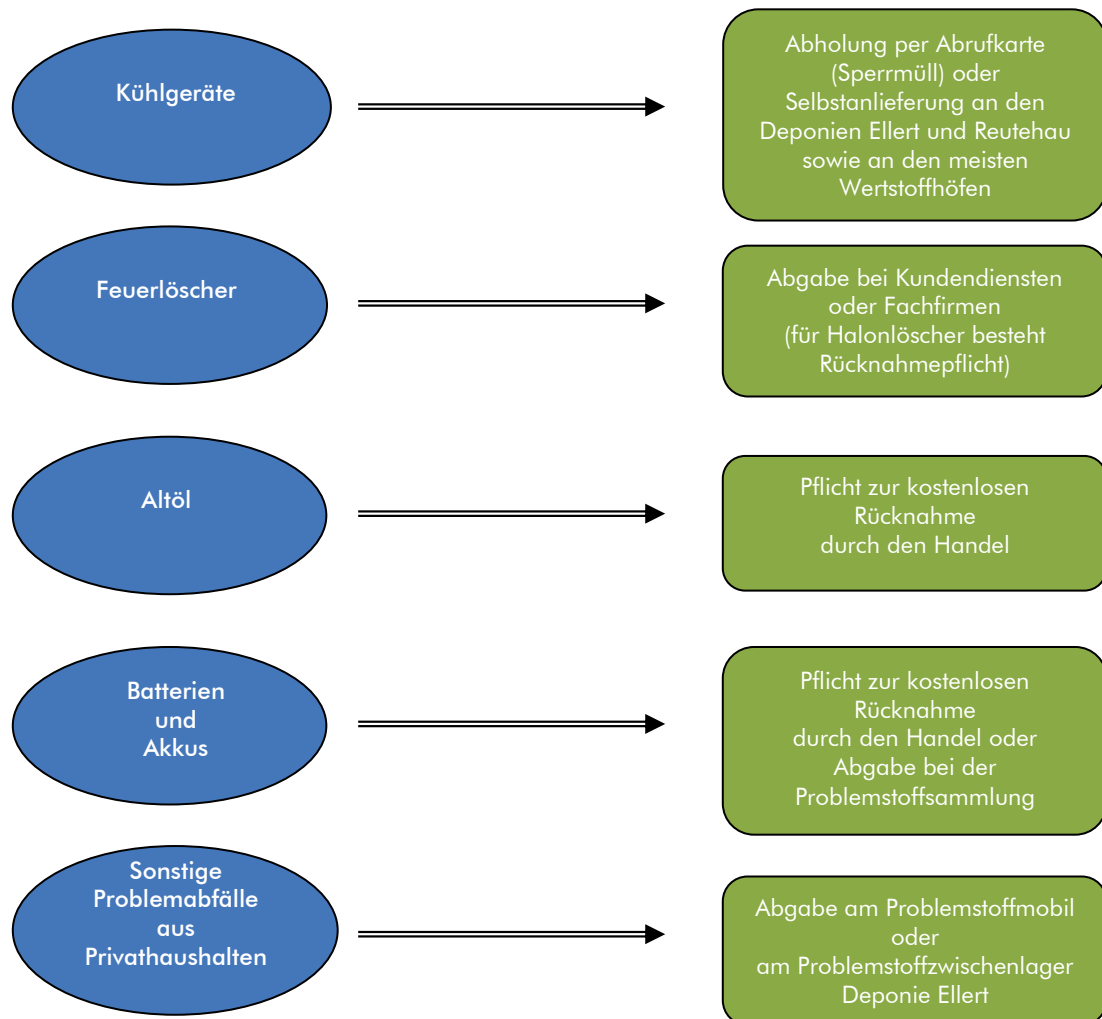 Kühlgeräte
Abholung per Abrufkarte
(Sperrmüll) oder
Selbstanlieferung an den
Deponien Ellert und Reutehau
sowie an den meisten
Wertstoffhöfen
Feuerlöscher
Abgabe bei Kundendiensten
oder Fachfirmen
(für Halonlöscher besteht
Rücknahmepflicht)
Altöl
Pflicht zur kostenlosen
Rücknahme
durch den Handel
Batterien
und
Akkus
Pflicht zur kostenlosen
Rücknahme
durch den Handel oder
Abgabe bei der
Problemstoffsammlung
Sonstige
Problemabfälle
aus
Privathaushalten
Abgabe am Problemstoffmobil
oder
am Problemstoffzwischenlager
Deponie Ellert